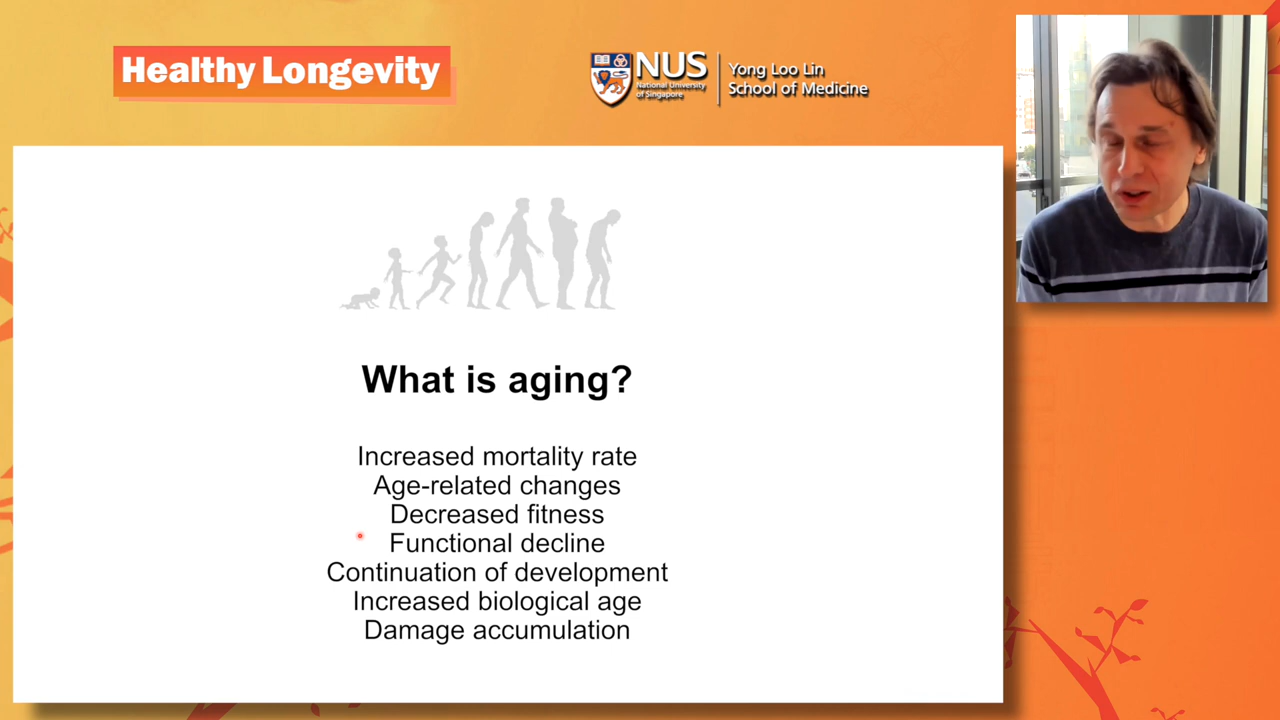 Healthy Longevity
NUS
National University
of Singapore
Yong Loo Lin
School of Medicine
What is aging?
Increased mortality rate
Age-related changes
Decreased fitness
Functional decline
Continuation of development
Increased biological age
Damage accumulation